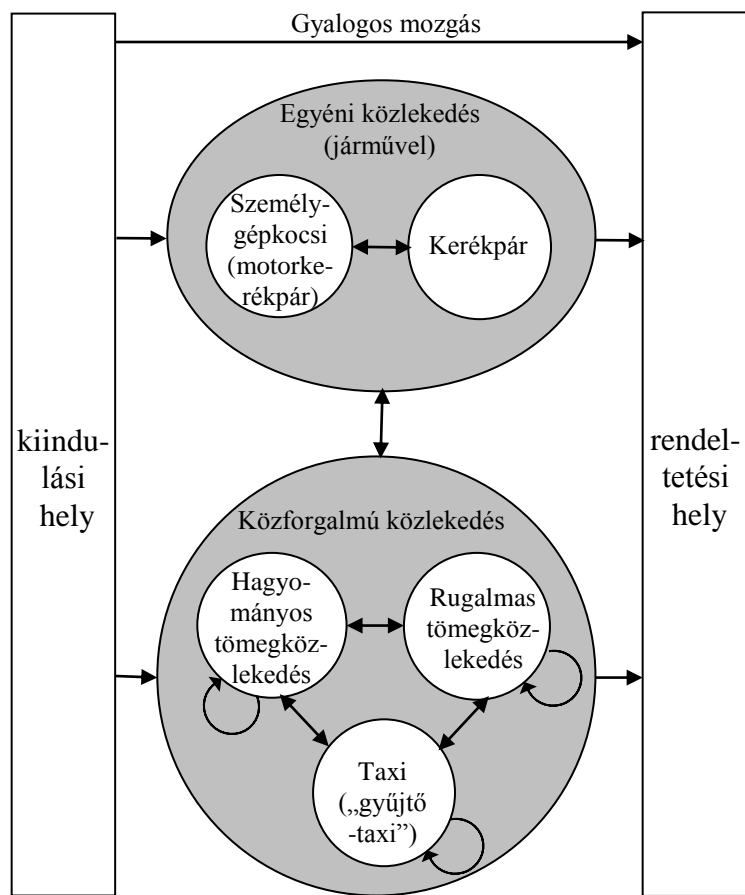 Gyalogos mozgás
Egyéni közlekedés
(járművel)
Személy-
gépkocsi
(motorke-
rékpár)
Kerékpár
kiindu-
lási
hely
rendel-
tetési
hely
Közforgalmú közlekedés
Hagyo-
mányos
tömegköz-
lekedés
Rugalmas
tömegköz-
lekedés
Taxi
(„gyűjtő
-taxi”)